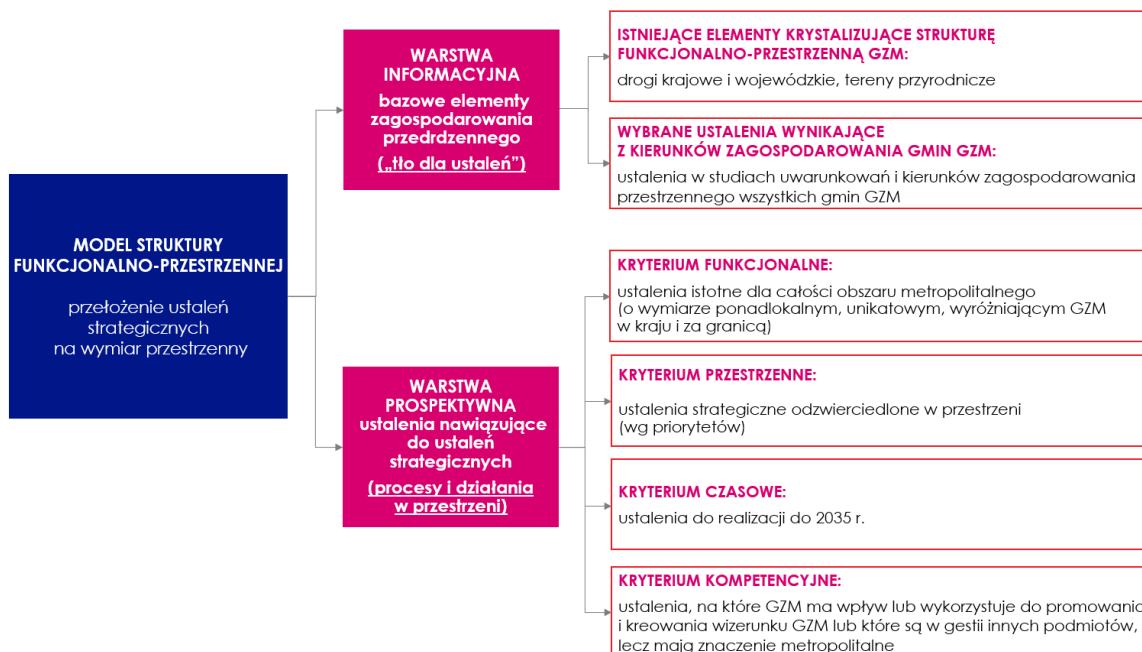 MODEL STRUKTURY
FUNKCJONALNO-PRZESTRZENNEJ
przełożenie ustaleń
strategicznych
na wymiar przestrzenny
WARSTWA
INFORMACYJNA
bazowe elementy
zagospodarowania
przedrdzennego
(„tło dla ustaleń”)
ISTNIEJĄCE ELEMENTY KRYSTALIZUJĄCE STRUKTURĘ
FUNKCJONALNO-PRZESTRZENNĄ GZM:
drogi krajowe i wojewódzkie, tereny przyrodnicze
WYBRANE USTALENIA WYNIKAJĄCE
Z KIERUNKÓW ZAGOSPODAROWANIA GMIN GZM:
ustalenia w studiach uwarunkowań i kierunków zagospodarowania
przestrzennego wszystkich gmin GZM
WARSTWA
PROSPEKTYWNA
ustalenia nawiązujące
do ustaleń
strategicznych
(procesy i działania
w przestrzeni)
KRYTERIUM FUNKCJONALNE:
ustalenia istotne dla całości obszaru metropolitalnego
(o wymiarze ponadlokalnym, unikatowym, wyróżniającym GZM
w kraju i za granicą)
KRYTERIUM PRZESTRZENNE:
ustalenia strategiczne odzwierciedlone w przestrzeni
(wg priorytetów)
KRYTERIUM CZASOWE:
ustalenia do realizacji do 2035 r.
KRYTERIUM KOMPETENCYJNE:
ustalenia, na które GZM ma wpływ lub wykorzystuje do promowania
i kreowania wizerunku GZM lub które są w gestii innych podmiotów,
lecz mają znaczenie metropolitalne